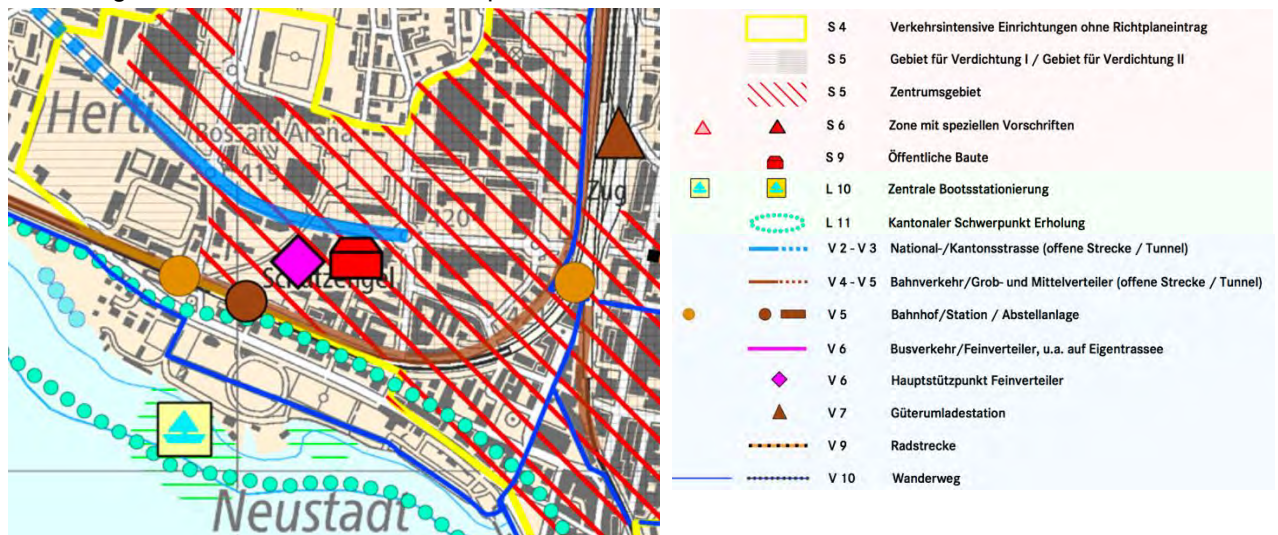 Herti
Bossard Arena
419
420
Zug
Schutzengel
Neustadt
S 4 Verkehrsintensive Einrichtungen ohne Richtplaneintrag
S 5 Gebiet für Verdichtung I / Gebiet für Verdichtung II
S 5 Zentrumsgebiet
S 6 Zone mit speziellen Vorschriften
S 9 Öffentliche Baute
L 10 Zentrale Bootsstationierung
L 11 Kantonaler Schwerpunkt Erholung
V 2 - V 3 National-/Kantonsstrasse (offene Strecke / Tunnel)
V 4 - V 5 Bahnverkehr/Grob- und Mittelverteiler (offene Strecke / Tunnel)
V 5 Bahnhof/Station / Abstellanlage
V 6 Busverkehr/Feinverteiler, u.a. auf Eigentrassee
V 6 Hauptstützpunkt Feinverteiler
V 7 Güterumladestation
V 9 Radstrecke
V 10 Wanderweg